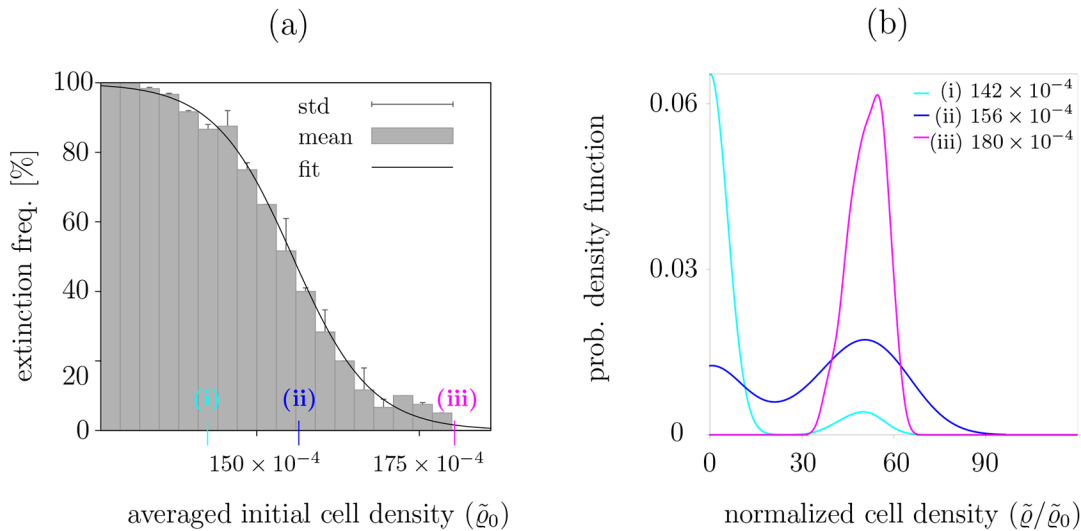 (a)
extinction freq. [%]
100
80
60
40
20
0
std
mean
fit
(i)
(ii)
(iii)
150 × 10⁻⁴
175 × 10⁻⁴
averaged initial cell density (ϱ̃₀)
(b)
prob. density function
0.06
0.03
0
(i) 142 × 10⁻⁴
(ii) 156 × 10⁻⁴
(iii) 180 × 10⁻⁴
0
30
60
90
normalized cell density (ϱ̃/ϱ̃₀)